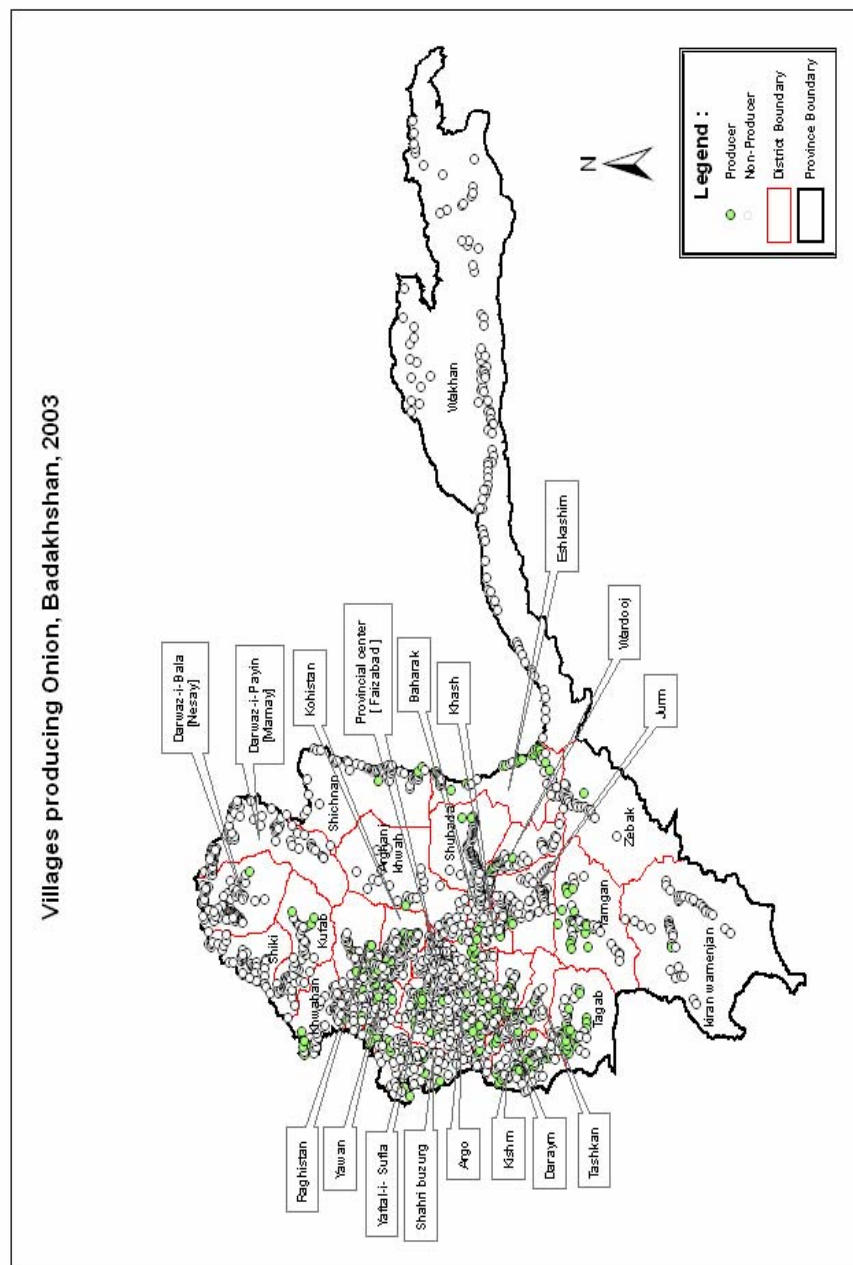 Villages producing Onion, Badakhshan, 2003
Darwaz-i-Bala
[Nesay]
Darwaz-i-Payin
[Mamay]
Kohistan
Provincial center
[ Faizabad ]
Baharak
Khash
Eshkashim
Wardooj
Jurm
Raghistan
Yawan
Yaftal-i- Sufla
Shahri buzurg
Argo
Kishm
Daraym
Tashkan
Shiki
Kufab
Khwahan
Shichnan
Arghanj
khwah
Shuhada
Wakhan
Zebak
Yamgan
Tagab
kiran wamenjan
N
Legend :
Producer
Non-Producer
District Boundary
Province Boundary